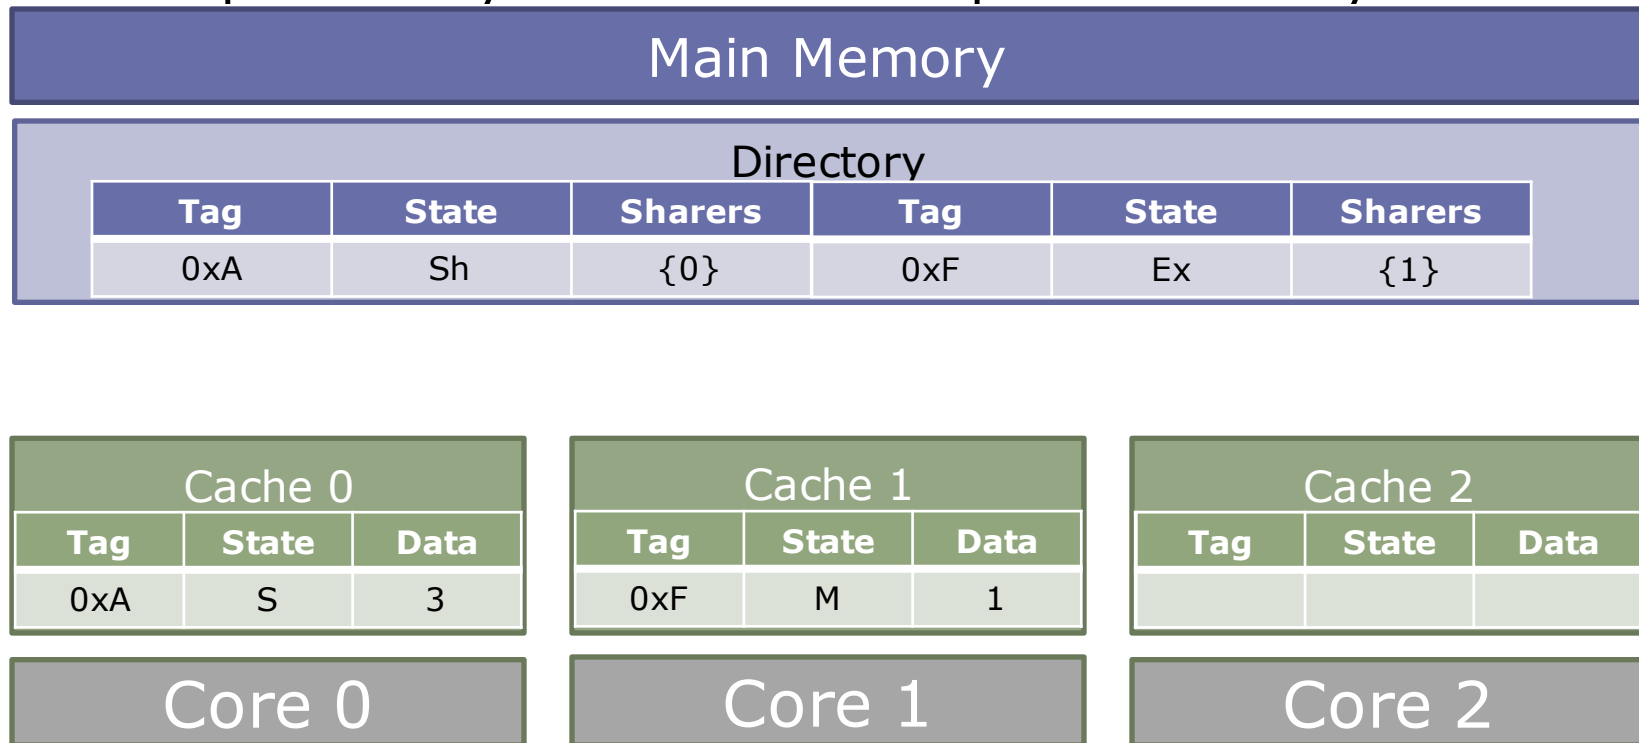 Main Memory
Directory
Tag State Sharers Tag State Sharers
0xA Sh {0} 0xF Ex {1}
Cache 0 Cache 1 Cache 2
Tag State Data Tag State Data Tag State Data
0xA S 3 0xF M 1
Core 0 Core 1 Core 2